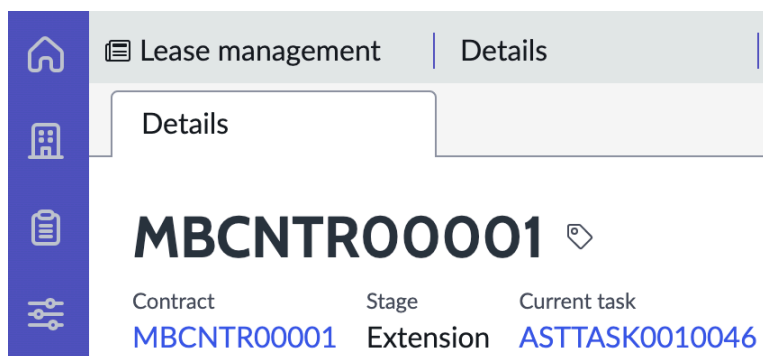 Lease management
Details
Details
MBCNTR00001
Contract Stage Current task
MBCNTR00001 Extension ASTTASK0010046